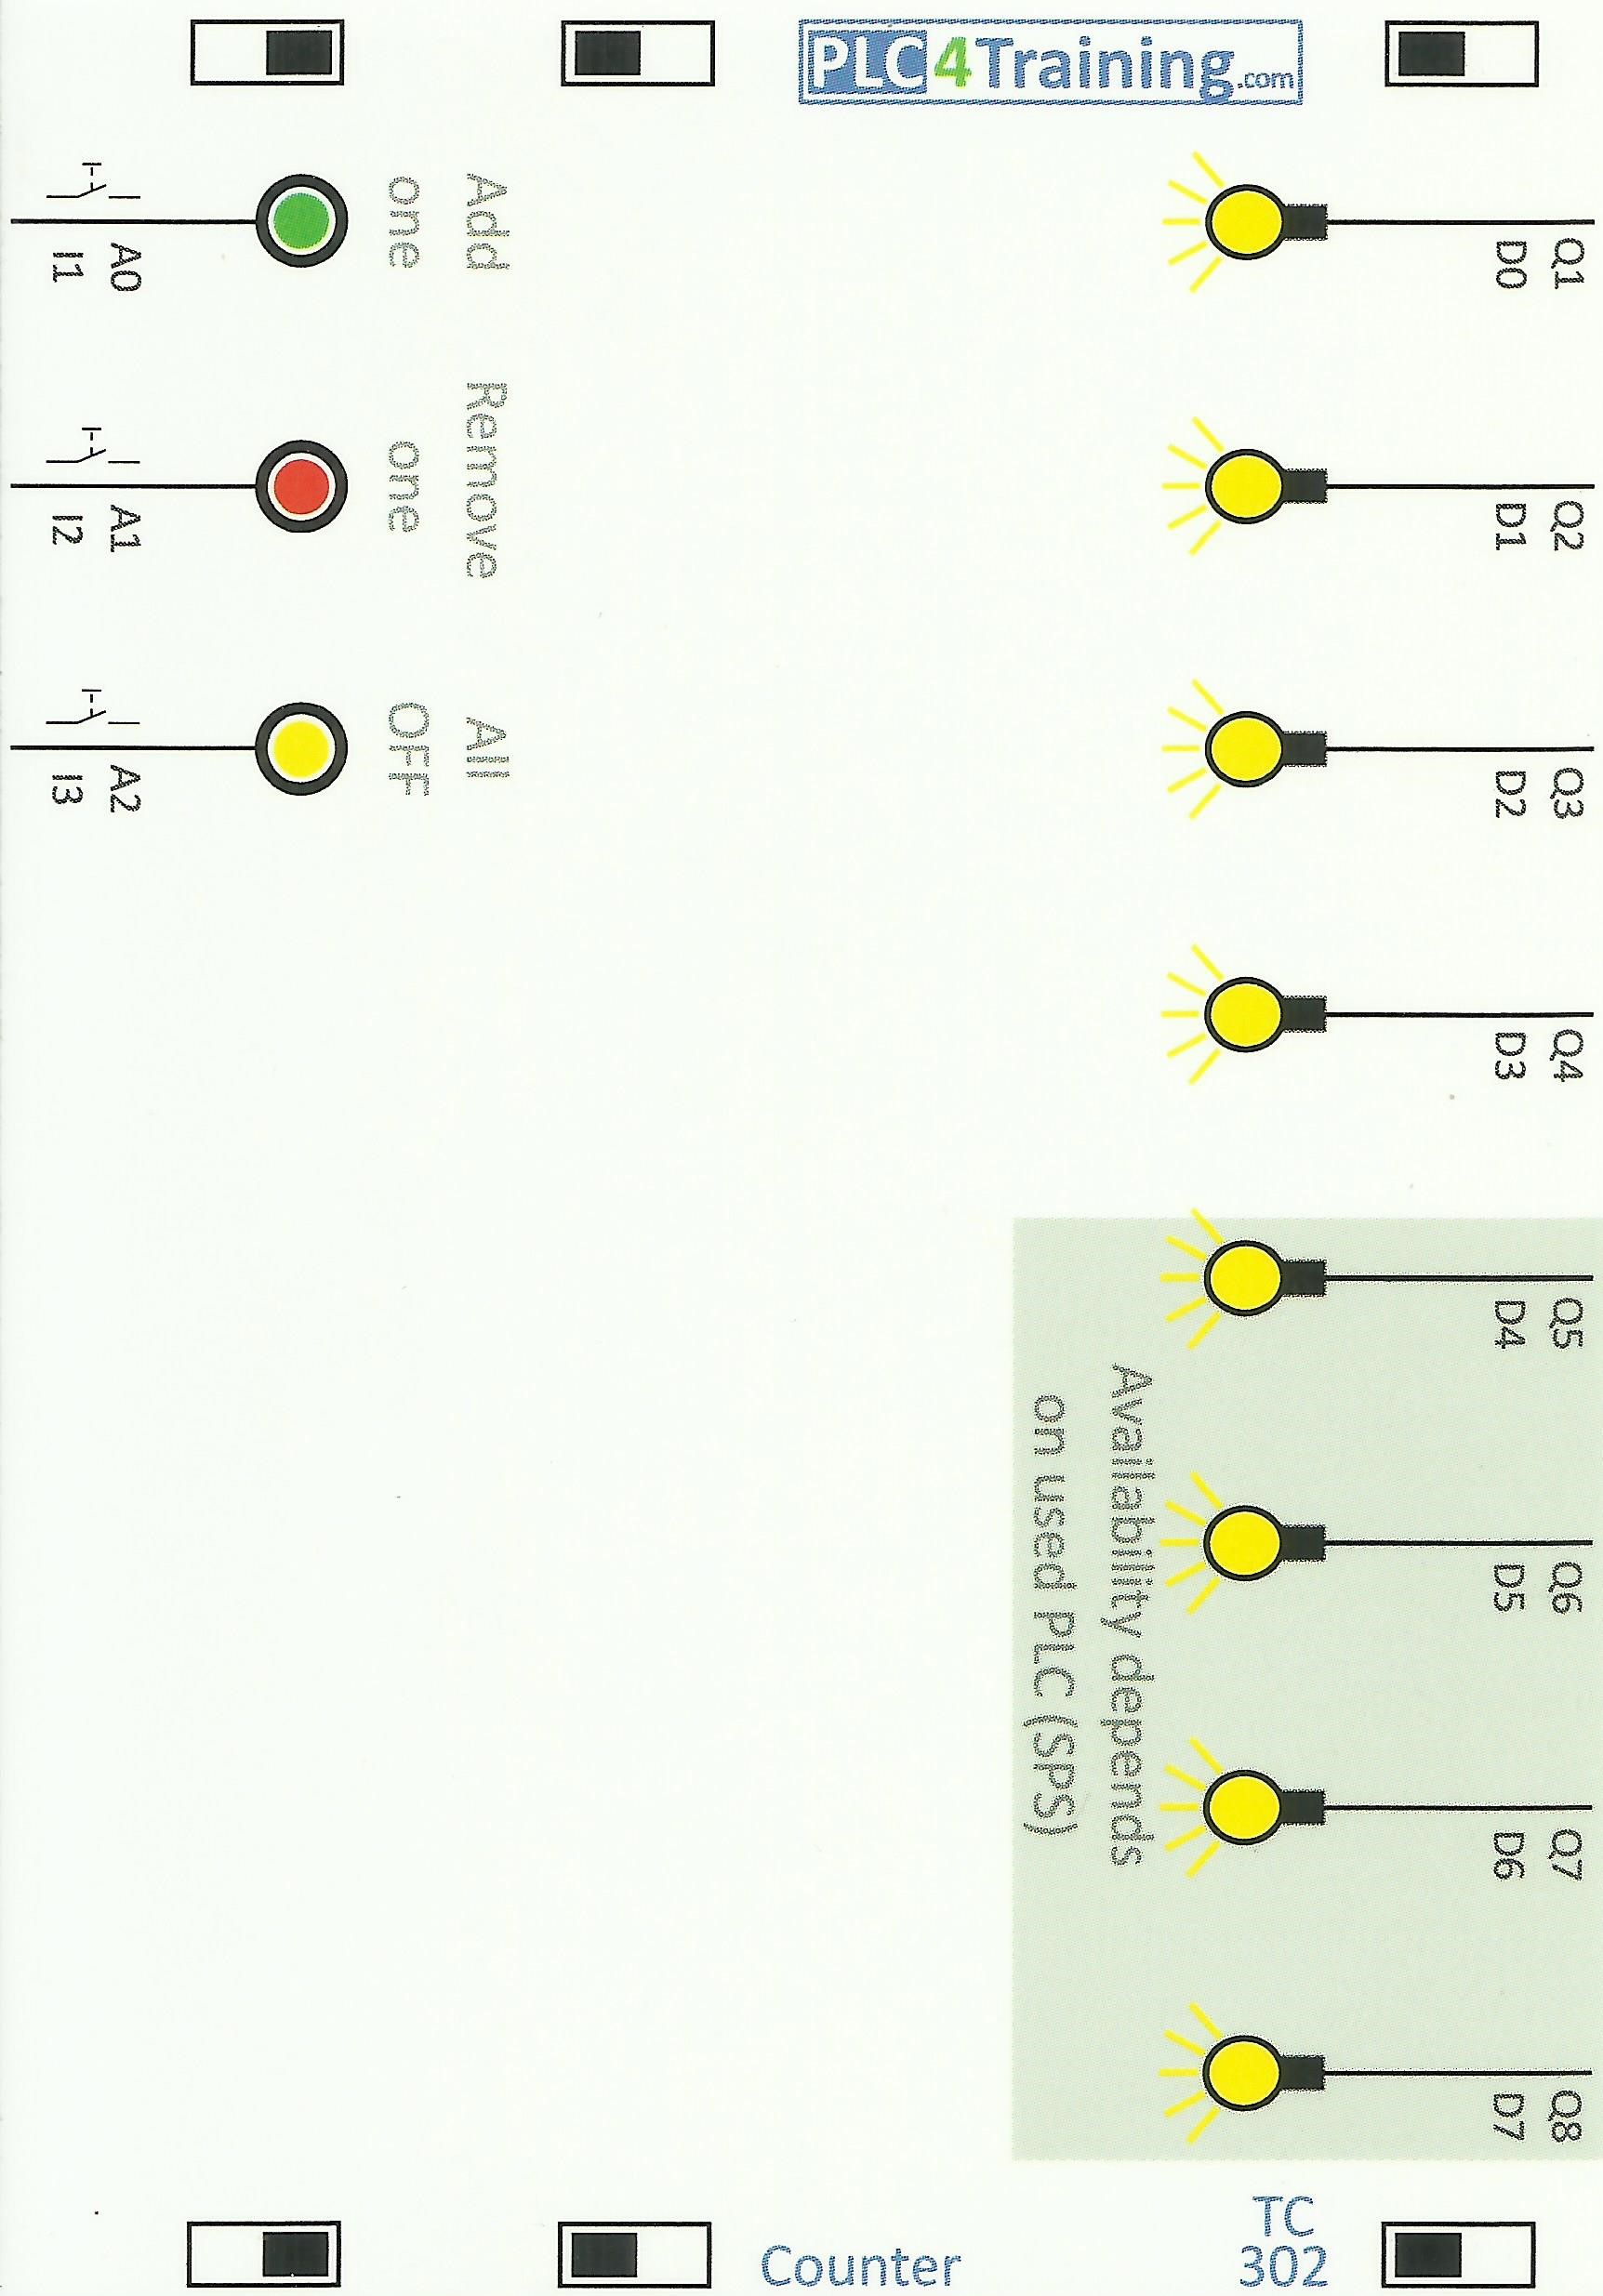 Q1
D0
Q2
D1
Q3
D2
Q4
D3
Q5
D4
Q6
D5
Q7
D6
Q8
D7
Availability depends
on used PLC (SPS)
PLC4Training.com
TC
302
Counter
Add
one
Remove
one
All
OFF
A0
I1
A1
I2
A2
I3